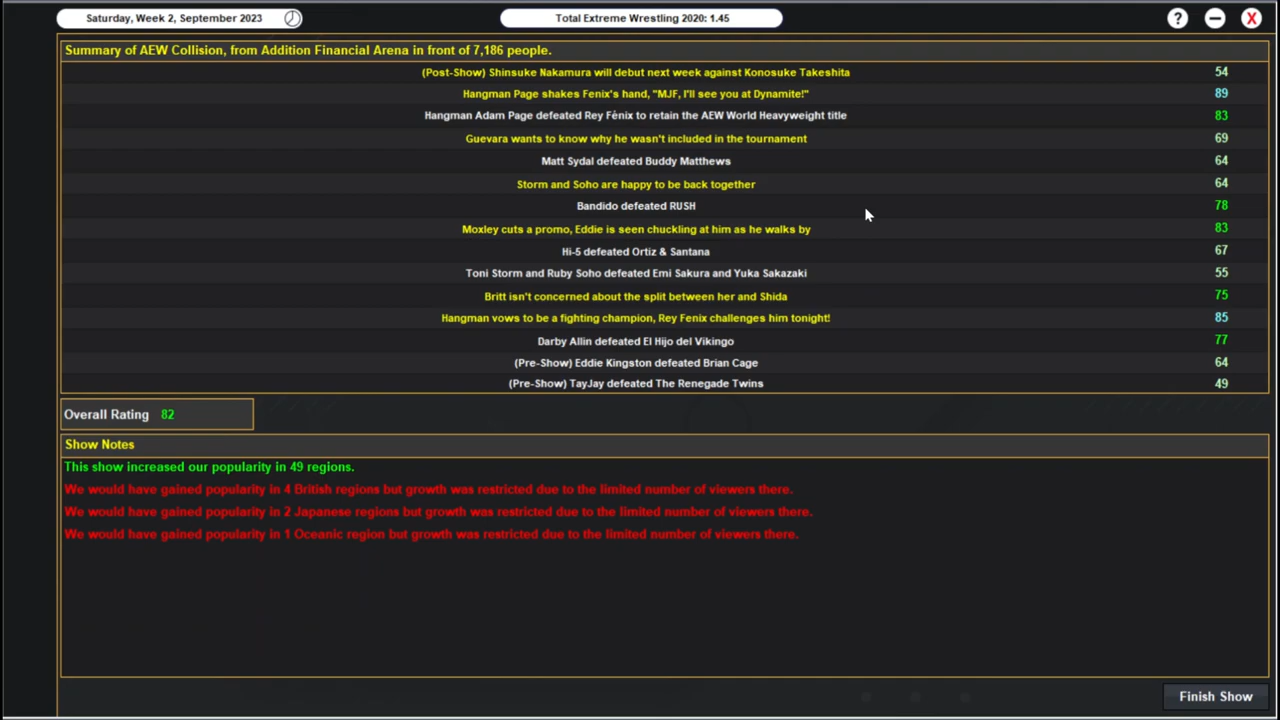 Saturday, Week 2, September 2023
Total Extreme Wrestling 2020: 1.45
?
X
Summary of AEW Collision, from Addition Financial Arena in front of 7,186 people.
(Post-Show) Shinsuke Nakamura will debut next week against Konosuke Takeshita 54
Hangman Page shakes Fenix's hand, "MJF, I'll see you at Dynamite!" 89
Hangman Adam Page defeated Rey Fénix to retain the AEW World Heavyweight title 83
Guevara wants to know why he wasn't included in the tournament 69
Matt Sydal defeated Buddy Matthews 64
Storm and Soho are happy to be back together 64
Bandido defeated RUSH 78
Moxley cuts a promo, Eddie is seen chuckling at him as he walks by 83
Hi-5 defeated Ortiz & Santana 67
Toni Storm and Ruby Soho defeated Emi Sakura and Yuka Sakazaki 55
Britt isn't concerned about the split between her and Shida 75
Hangman vows to be a fighting champion, Rey Fenix challenges him tonight! 85
Darby Allin defeated El Hijo del Vikingo 77
(Pre-Show) Eddie Kingston defeated Brian Cage 64
(Pre-Show) TayJay defeated The Renegade Twins 49
Overall Rating 82
Show Notes
This show increased our popularity in 49 regions.
We would have gained popularity in 4 British regions but growth was restricted due to the limited number of viewers there.
We would have gained popularity in 2 Japanese regions but growth was restricted due to the limited number of viewers there.
We would have gained popularity in 1 Oceanic region but growth was restricted due to the limited number of viewers there.
Finish Show